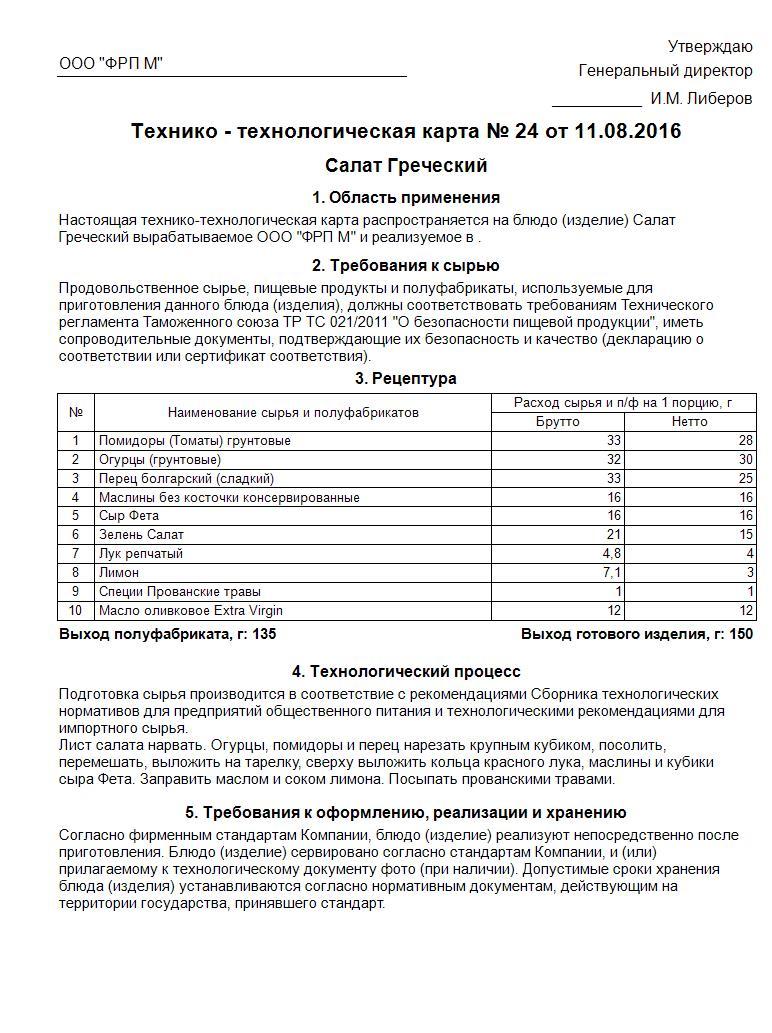 Утверждаю
ООО "ФРП М"
Генеральный директор
И.М. Либеров
Технико - технологическая карта № 24 от 11.08.2016
Салат Греческий
1. Область применения
Настоящая технико-технологическая карта распространяется на блюдо (изделие) Салат
Греческий вырабатываемое ООО "ФРП М" и реализуемое в .
2. Требования к сырью
Продовольственное сырье, пищевые продукты и полуфабрикаты, используемые для
приготовления данного блюда (изделия), должны соответствовать требованиям Технического
регламента Таможенного союза ТР ТС 021/2011 "О безопасности пищевой продукции", иметь
сопроводительные документы, подтверждающие их безопасность и качество (декларацию о
соответствии или сертификат соответствия).
3. Рецептура
№ Наименование сырья и полуфабрикатов Расход сырья и п/ф на 1 порцию, г
Брутто Нетто
1 Помидоры (Томаты) грунтовые 33 28
2 Огурцы (грунтовые) 32 30
3 Перец болгарский (сладкий) 33 25
4 Маслины без косточки консервированные 16 16
5 Сыр Фета 16 16
6 Зелень Салат 21 15
7 Лук репчатый 4,8 4
8 Лимон 7,1 3
9 Специи Прованские травы 1 1
10 Масло оливковое Extra Virgin 12 12
Выход полуфабриката, г: 135 Выход готового изделия, г: 150
4. Технологический процесс
Подготовка сырья производится в соответствие с рекомендациями Сборника технологических
нормативов для предприятий общественного питания и технологическими рекомендациями для
импортного сырья.
Лист салата нарвать. Огурцы, помидоры и перец нарезать крупным кубиком, посолить,
перемешать, выложить на тарелку, сверху выложить кольца красного лука, маслины и кубики
сыра Фета. Заправить маслом и соком лимона. Посыпать прованскими травами.
5. Требования к оформлению, реализации и хранению
Согласно фирменным стандартам Компании, блюдо (изделие) реализуют непосредственно после
приготовления. Блюдо (изделие) сервировано согласно стандартам Компании, и (или)
прилагаемому к технологическому документу фото (при наличии). Допустимые сроки хранения
блюда (изделия) устанавливаются согласно нормативным документам, действующим на
территории государства, принявшего стандарт.